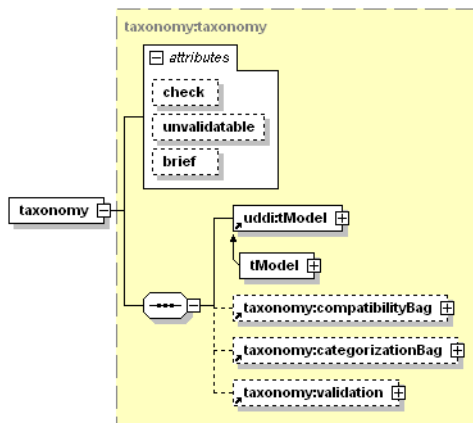 taxonomy:taxonomy
attributes
check
unvalidatable
brief
taxonomy
uddi:tModel
tModel
taxonomy:compatibilityBag
taxonomy:categorizationBag
taxonomy:validation